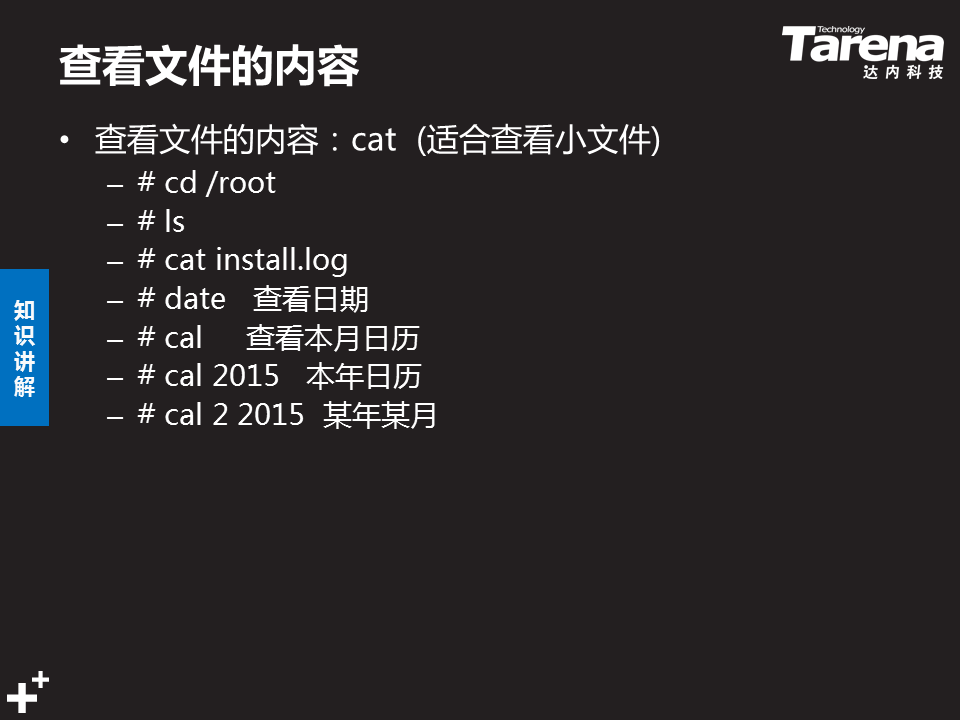 查看文件的内容
Technology
Tarena
达内科技
• 查看文件的内容：cat (适合查看小文件)
– # cd /root
– # ls
– # cat install.log
– # date 查看日期
– # cal 查看本月日历
– # cal 2015 本年日历
– # cal 2 2015 某年某月
知识讲解